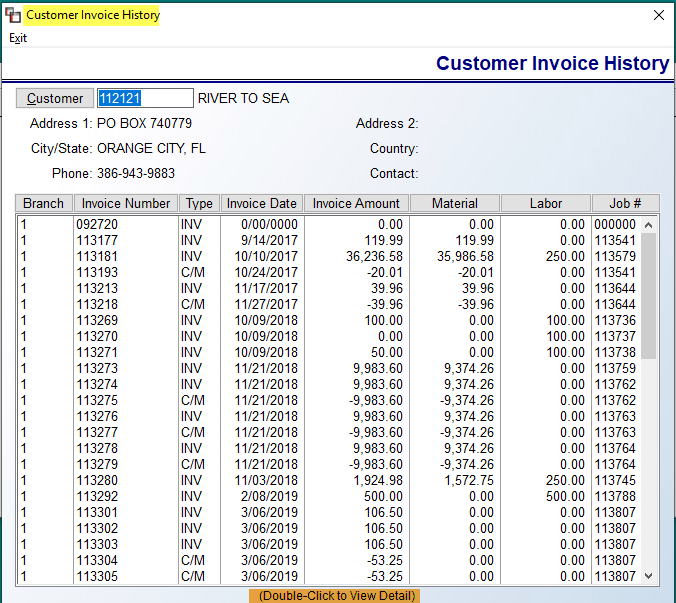 Customer Invoice History
Exit
Customer Invoice History
Customer 112121 RIVER TO SEA
Address 1: PO BOX 740779 Address 2:
City/State: ORANGE CITY, FL Country:
Phone: 386-943-9883 Contact:
Branch Invoice Number Type Invoice Date Invoice Amount Material Labor Job #
1 092720 INV 0/00/0000 0.00 0.00 0.00 000000
1 113177 INV 9/14/2017 119.99 119.99 0.00 113541
1 113181 INV 10/10/2017 36,236.58 35,986.58 250.00 113579
1 113193 C/M 10/24/2017 -20.01 -20.01 0.00 113541
1 113213 INV 11/17/2017 39.96 39.96 0.00 113644
1 113218 C/M 11/27/2017 -39.96 -39.96 0.00 113644
1 113269 INV 10/09/2018 100.00 0.00 100.00 113736
1 113270 INV 10/09/2018 0.00 0.00 100.00 113737
1 113271 INV 10/09/2018 50.00 0.00 100.00 113738
1 113273 INV 11/21/2018 9,983.60 9,374.26 0.00 113759
1 113274 INV 11/21/2018 9,983.60 9,374.26 0.00 113762
1 113275 C/M 11/21/2018 -9,983.60 -9,374.26 0.00 113762
1 113276 INV 11/21/2018 9,983.60 9,374.26 0.00 113763
1 113277 C/M 11/21/2018 -9,983.60 -9,374.26 0.00 113763
1 113278 INV 11/21/2018 9,983.60 9,374.26 0.00 113764
1 113279 C/M 11/21/2018 -9,983.60 -9,374.26 0.00 113764
1 113280 INV 11/03/2018 1,924.98 1,572.75 250.00 113745
1 113292 INV 2/08/2019 500.00 0.00 500.00 113788
1 113301 INV 3/06/2019 106.50 0.00 0.00 113807
1 113302 INV 3/06/2019 106.50 0.00 0.00 113807
1 113303 INV 3/06/2019 106.50 0.00 0.00 113807
1 113304 C/M 3/06/2019 -53.25 0.00 0.00 113807
1 113305 C/M 3/06/2019 -53.25 0.00 0.00 113807
(Double-Click to View Detail)